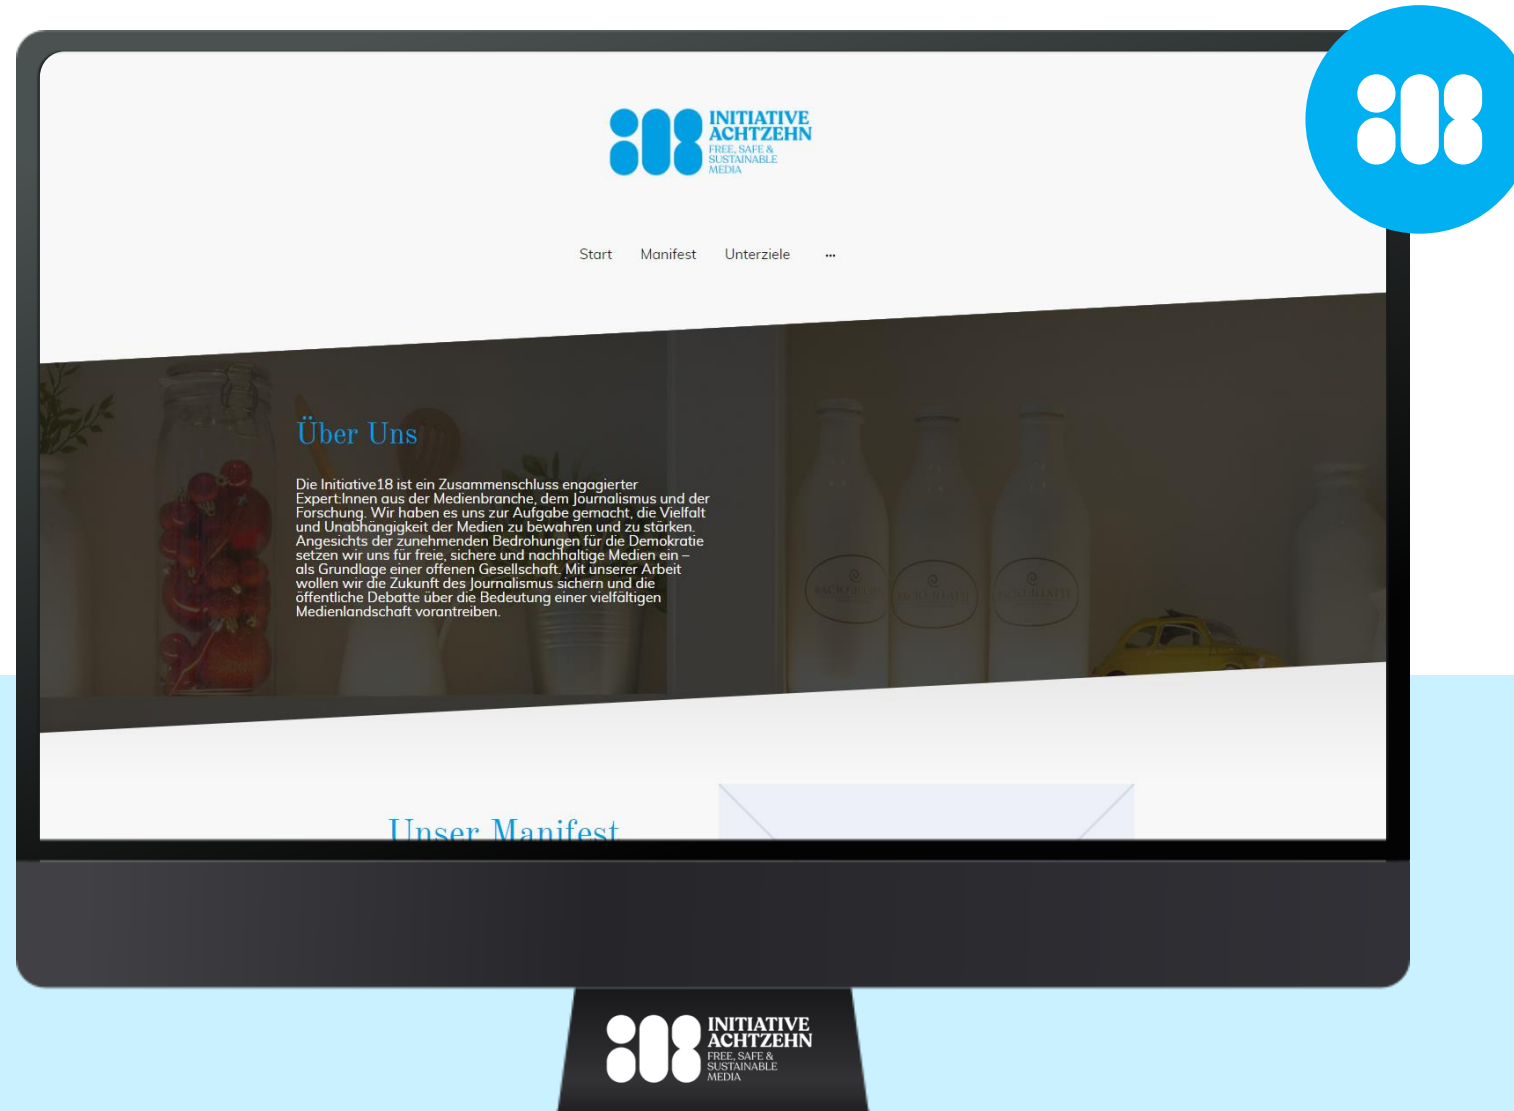 INITIATIVE
ACHTZEHN
FREE, SAFE &
SUSTAINABLE
MEDIA
Start Manifest Unterziele ···
Über Uns
Die Initiative18 ist ein Zusammenschluss engagierter
Expert:Innen aus der Medienbranche, dem Journalismus und der
Forschung. Wir haben es uns zur Aufgabe gemacht, die Vielfalt
und Unabhängigkeit der Medien zu bewahren und zu stärken.
Angesichts der zunehmenden Bedrohungen für die Demokratie
setzen wir uns für freie, sichere und nachhaltige Medien ein –
als Grundlage einer offenen Gesellschaft. Mit unserer Arbeit
wollen wir die Zukunft des Journalismus sichern und die
öffentliche Debatte über die Bedeutung einer vielfältigen
Medienlandschaft vorantreiben.
Unser Manifest
INITIATIVE
ACHTZEHN
FREE, SAFE &
SUSTAINABLE
MEDIA